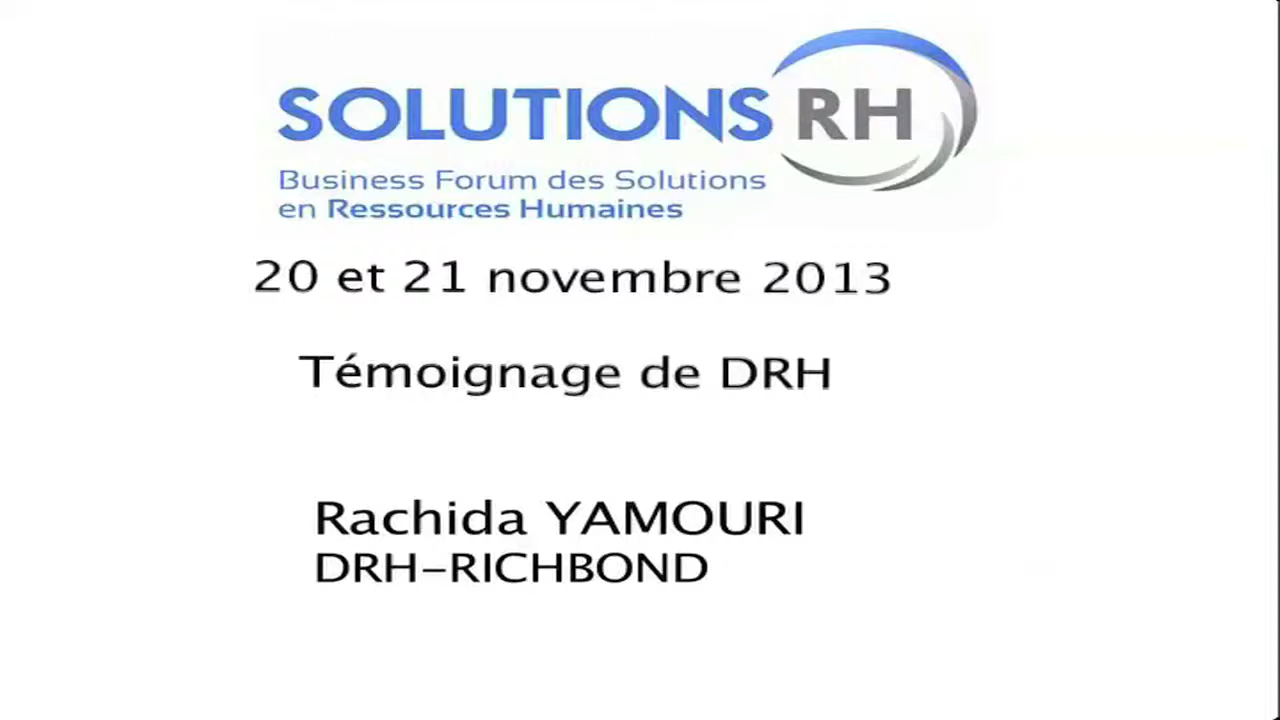 SOLUTIONS RH
Business Forum des Solutions
en Ressources Humaines
20 et 21 novembre 2013
Témoignage de DRH
Rachida YAMOURI
DRH-RICHBOND